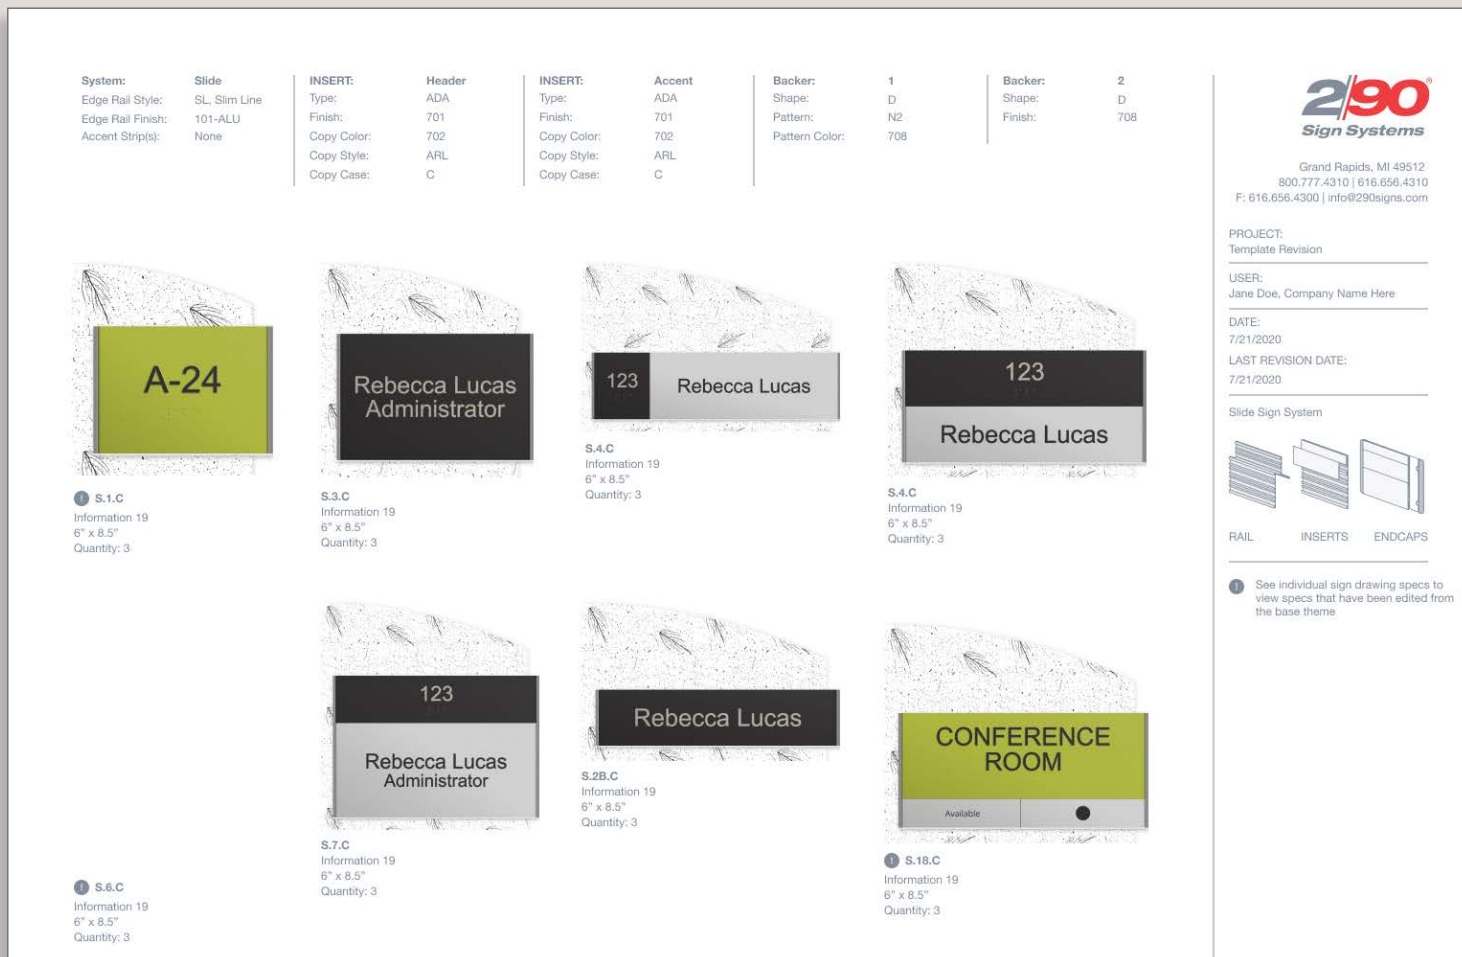 System: Slide
Edge Rail Style: SL, Slim Line
Edge Rail Finish: 101-ALU
Accent Strip(s): None
INSERT: Header
Type: ADA
Finish: 701
Copy Color: 702
Copy Style: ARL
Copy Case: C
INSERT: Accent
Type: ADA
Finish: 701
Copy Color: 702
Copy Style: ARL
Copy Case: C
Backer: 1
Shape: D
Pattern: N2
Pattern Color: 708
Backer: 2
Shape: D
Finish: 708
2/90®
Sign Systems
Grand Rapids, MI 49512
800.777.4310 | 616.656.4310
F: 616.656.4300 | info@290signs.com
PROJECT:
Template Revision
USER:
Jane Doe, Company Name Here
DATE:
7/21/2020
LAST REVISION DATE:
7/21/2020
Slide Sign System
RAIL INSERTS ENDCAPS
! See individual sign drawing specs to
view specs that have been edited from
the base theme
A-24
! S.1.C
Information 19
6" x 8.5"
Quantity: 3
Rebecca Lucas
Administrator
S.3.C
Information 19
6" x 8.5"
Quantity: 3
123 Rebecca Lucas
S.4.C
Information 19
6" x 8.5"
Quantity: 3
123
Rebecca Lucas
S.4.C
Information 19
6" x 8.5"
Quantity: 3
! S.6.C
Information 19
6" x 8.5"
Quantity: 3
123
Rebecca Lucas
Administrator
S.7.C
Information 19
6" x 8.5"
Quantity: 3
Rebecca Lucas
S.2B.C
Information 19
6" x 8.5"
Quantity: 3
CONFERENCE
ROOM
Available
! S.18.C
Information 19
6" x 8.5"
Quantity: 3